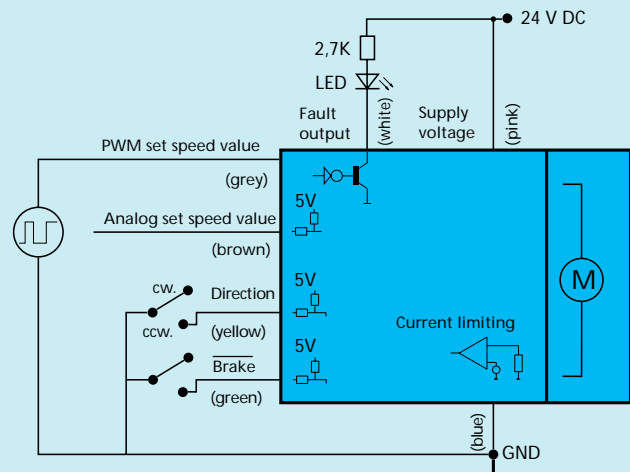 24 V DC
2,7K
LED
Fault
output
(white)
Supply
voltage
(pink)
PWM set speed value
(grey)
5V
Analog set speed value
(brown)
cw.
Direction
5V
ccw.
(yellow)
Current limiting
M
5V
Brake
(green)
(blue)
GND